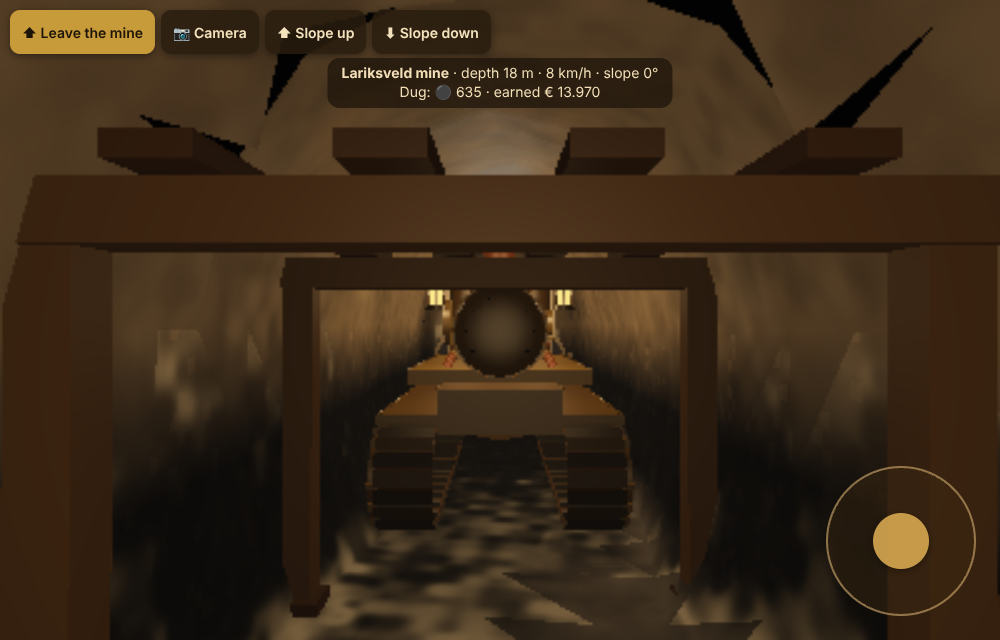 ⬆ Leave the mine
📷 Camera
⬆ Slope up
⬇ Slope down
Lariksveld mine · depth 18 m · 8 km/h · slope 0°
Dug: ⚫ 635 · earned € 13.970